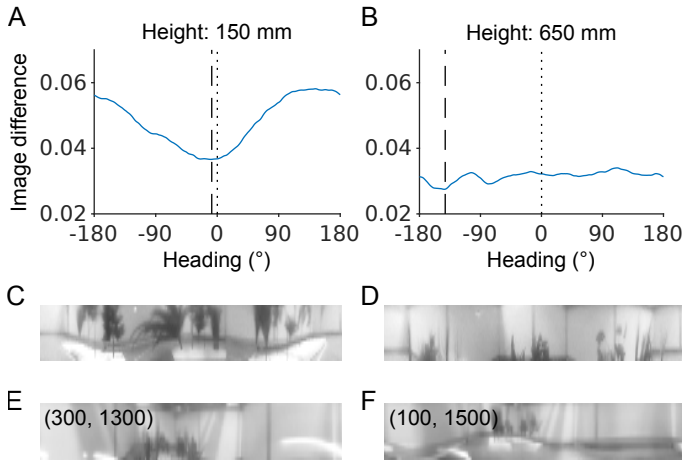 A
B
Height: 150 mm
Height: 650 mm
Image difference
0.06
0.04
0.02
-180
-90
0
90
180
Heading (°)
0.06
0.04
0.02
-180
-90
0
90
180
Heading (°)
C
D
E
(300, 1300)
F
(100, 1500)